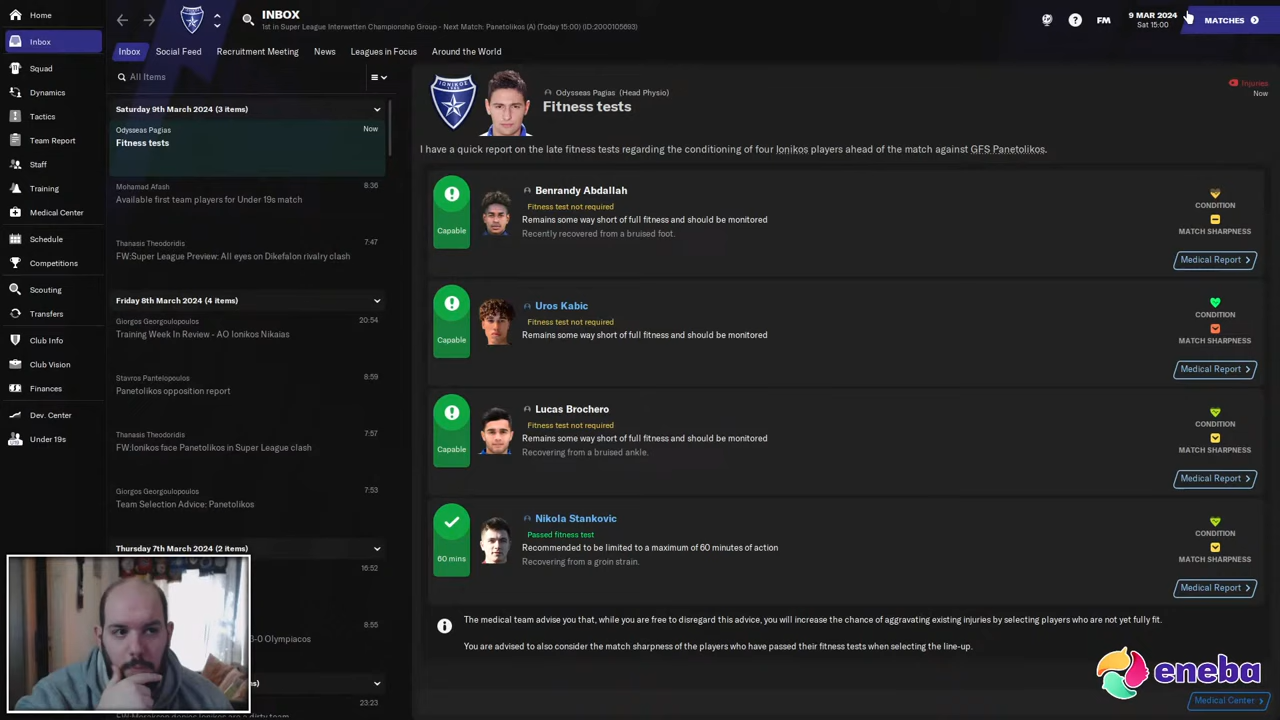 Home
Inbox
Squad
Dynamics
Tactics
Team Report
Staff
Training
Medical Center
Schedule
Competitions
Scouting
Transfers
Club Info
Club Vision
Finances
Dev. Center
Under 19s
INBOX
1st in Super League Interwetten Championship Group - Next Match: Panetolikos (A) (Today 15:00) (ID:2000105693)
FM
9 MAR 2024
Sat 15:00
MATCHES
Inbox
Social Feed
Recruitment Meeting
News
Leagues in Focus
Around the World
All Items
Saturday 9th March 2024 (3 items)
Odysseas Pagias
Now
Fitness tests
Mohamad Afash
8:36
Available first team players for Under 19s match
Thanasis Theodoridis
7:47
FW:Super League Preview: All eyes on Dikefalon rivalry clash
Friday 8th March 2024 (4 items)
Giorgos Georgoulopoulos
20:54
Training Week In Review - AO Ionikos Nikaias
Stavros Pantelopoulos
8:59
Panetolikos opposition report
Thanasis Theodoridis
7:57
FW:Ionikos face Panetolikos in Super League clash
Giorgos Georgoulopoulos
7:53
Team Selection Advice: Panetolikos
Thursday 7th March 2024 (2 items)
16:52
8:55
3-0 Olympiacos
23:23
IONIKOΣ
Odysseas Pagias (Head Physio)
Fitness tests
Injuries
Now
I have a quick report on the late fitness tests regarding the conditioning of four Ionikos players ahead of the match against GFS Panetolikos.
Capable
Benrandy Abdallah
Fitness test not required
Remains some way short of full fitness and should be monitored
Recently recovered from a bruised foot.
CONDITION
MATCH SHARPNESS
Medical Report
Capable
Uros Kabic
Fitness test not required
Remains some way short of full fitness and should be monitored
CONDITION
MATCH SHARPNESS
Medical Report
Capable
Lucas Brochero
Fitness test not required
Remains some way short of full fitness and should be monitored
Recovering from a bruised ankle.
CONDITION
MATCH SHARPNESS
Medical Report
60 mins
Nikola Stankovic
Passed fitness test
Recommended to be limited to a maximum of 60 minutes of action
Recovering from a groin strain.
CONDITION
MATCH SHARPNESS
Medical Report
The medical team advise you that, while you are free to disregard this advice, you will increase the chance of aggravating existing injuries by selecting players who are not yet fully fit.
You are advised to also consider the match sharpness of the players who have passed their fitness tests when selecting the line-up.
eneba
Medical Center